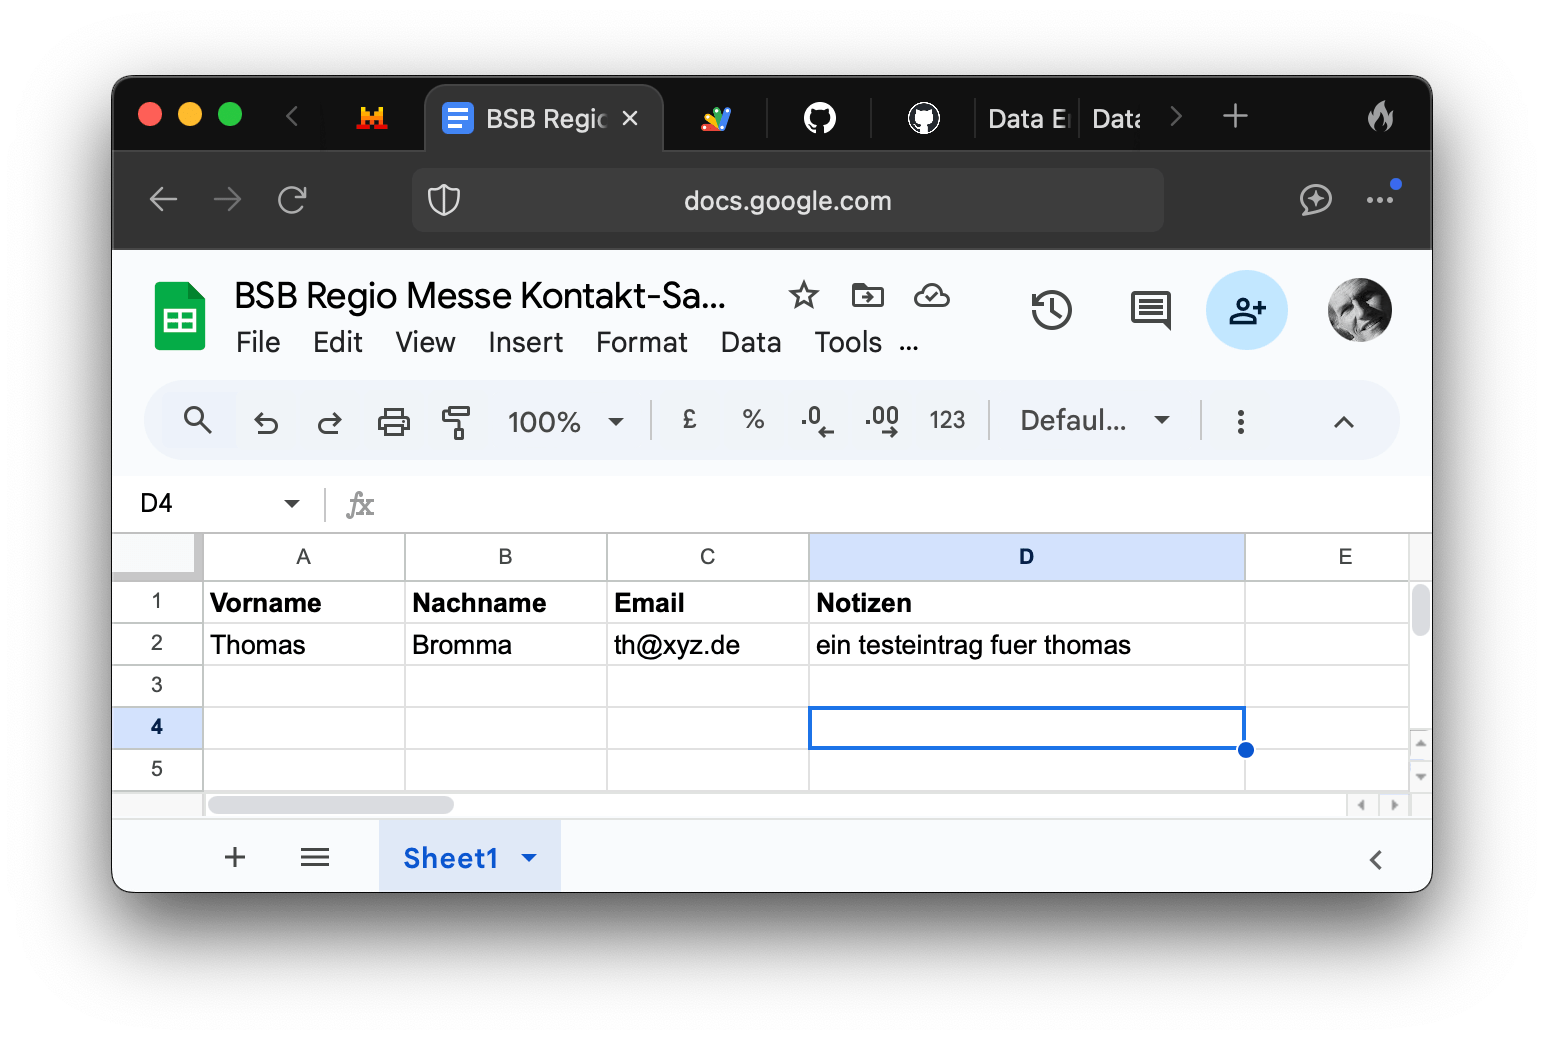 BSB Regio
Data E
Data
docs.google.com
BSB Regio Messe Kontakt-Sa...
File Edit View Insert Format Data Tools ...
100% £ % .0 .00 123 Defaul...
D4 fx
A B C D E
1 Vorname Nachname Email Notizen
2 Thomas Bromma th@xyz.de ein testeintrag fuer thomas
3
4
5
Sheet1